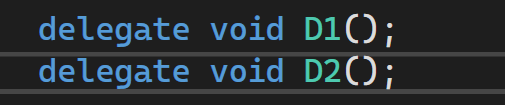 delegate void D1();
delegate void D2();